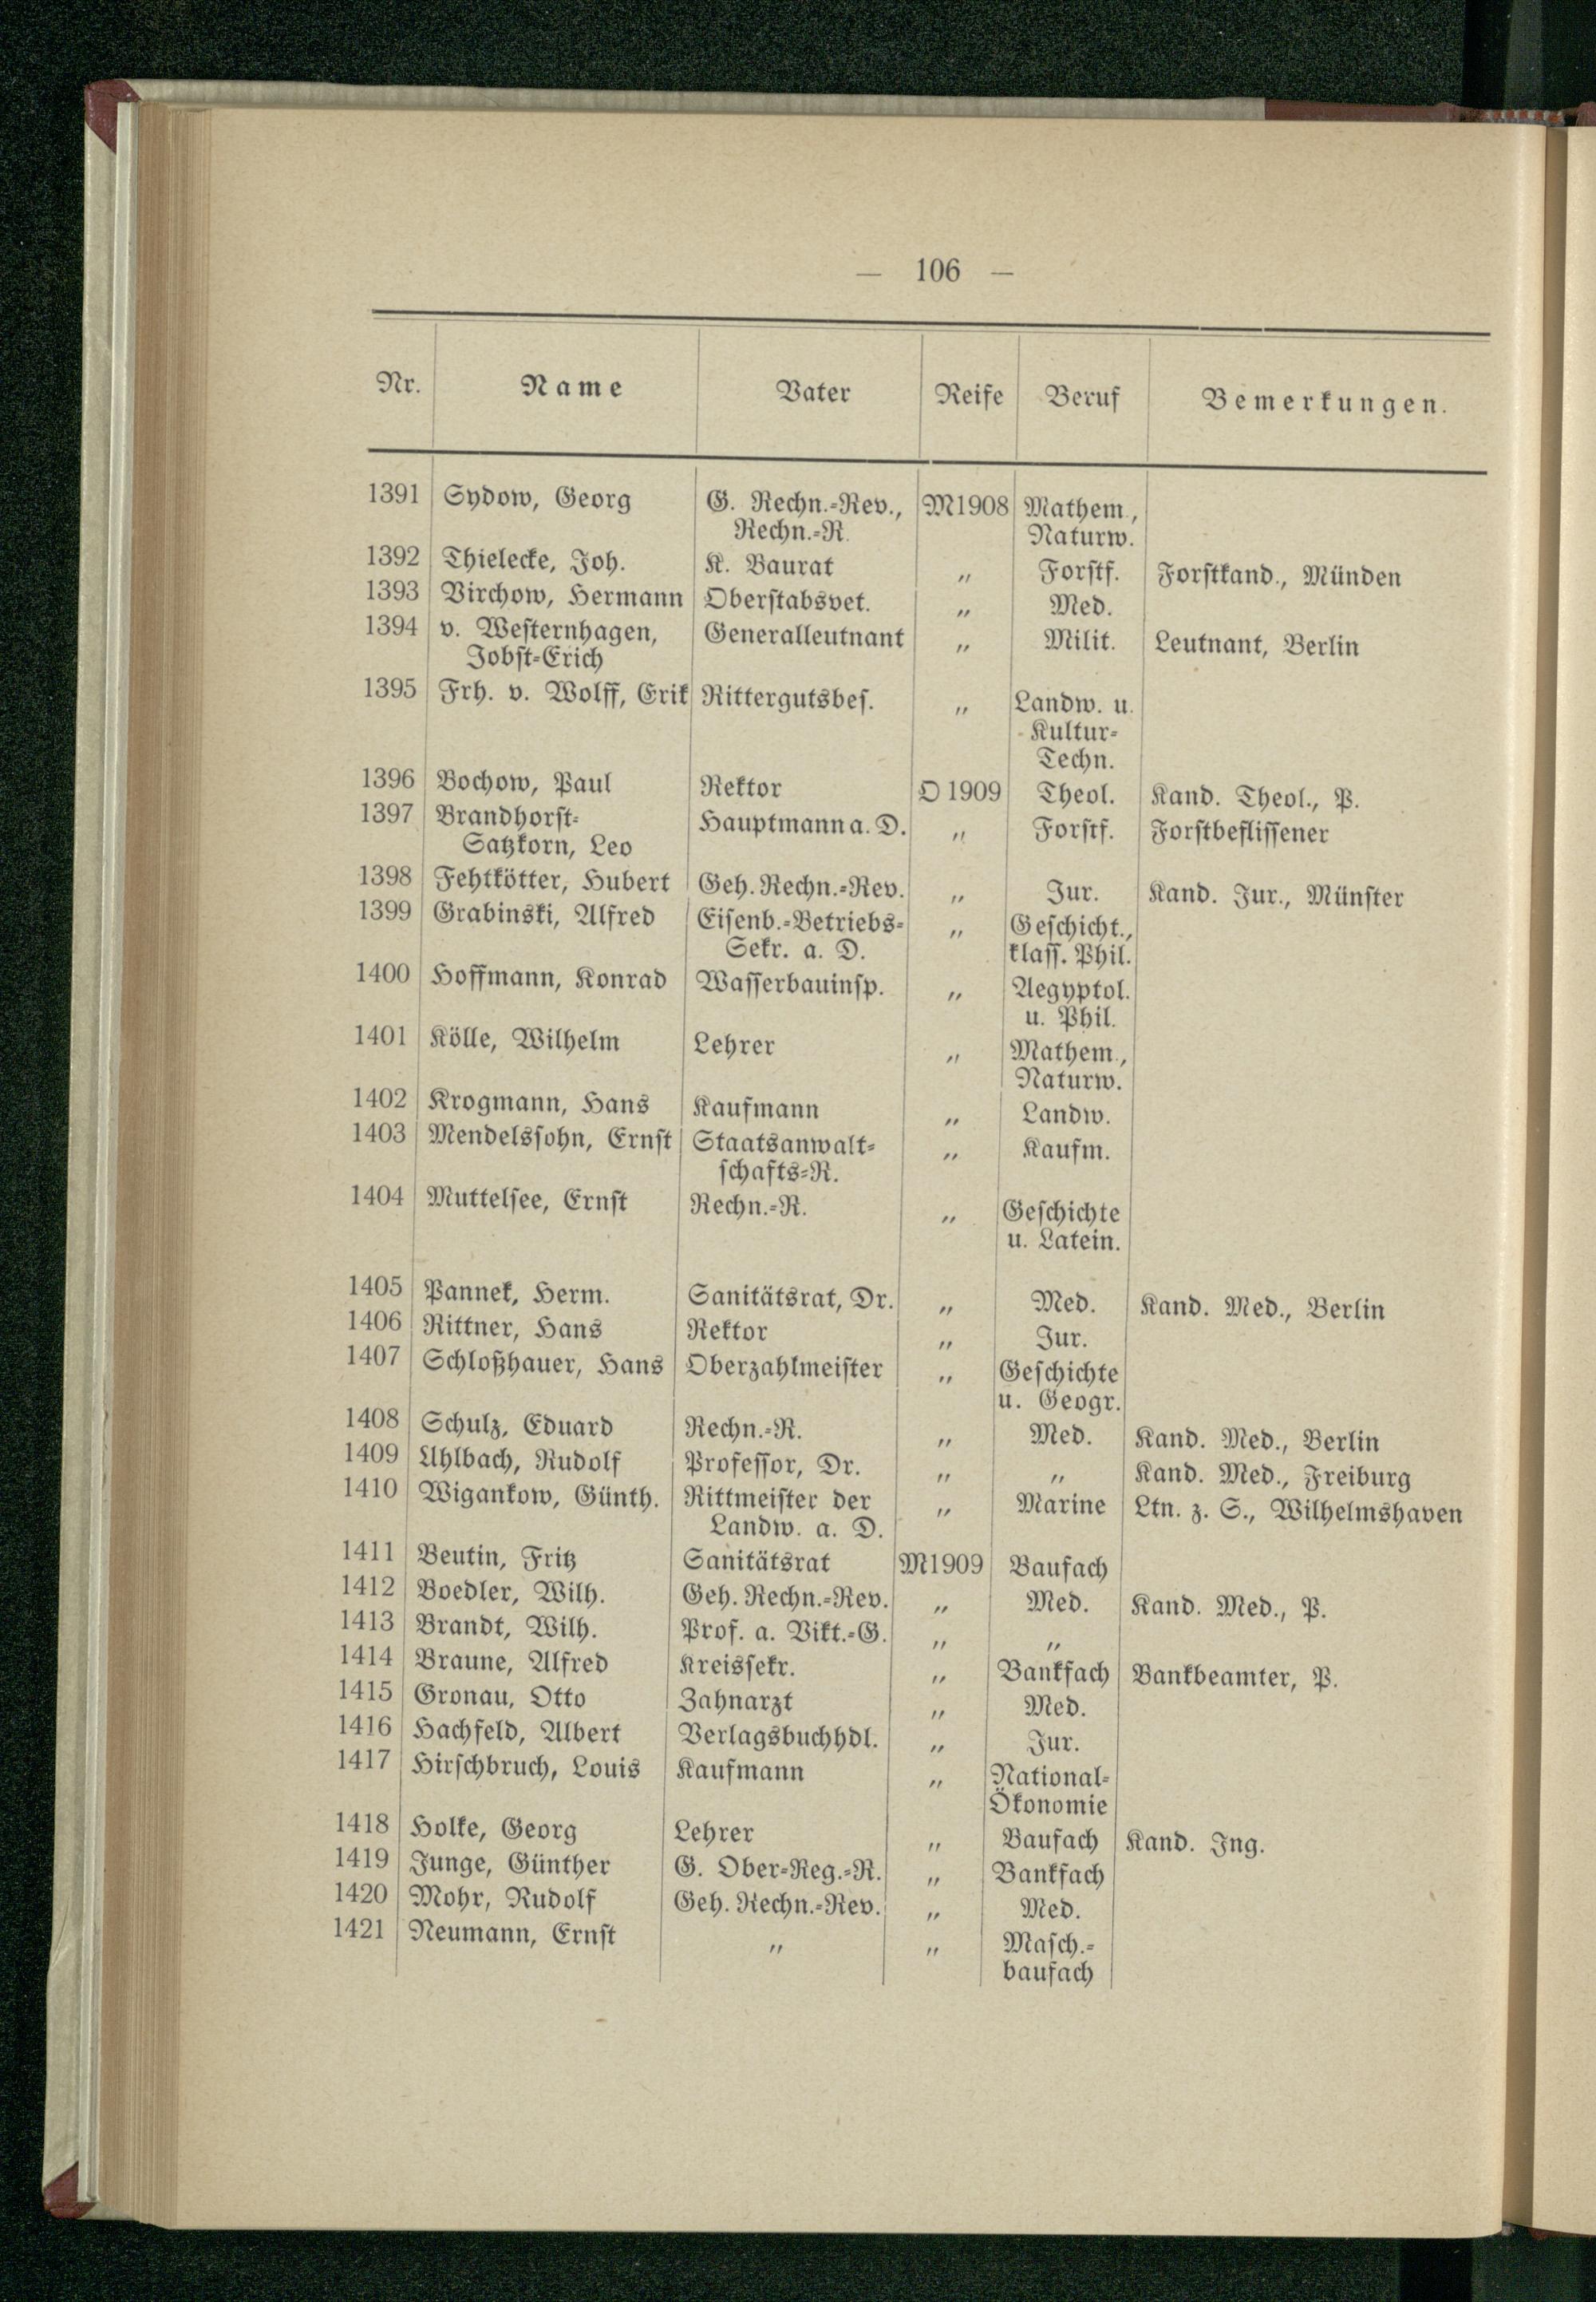 — 106 —
Nr. Name Vater Reife Beruf Bemerkungen.
1391 Sydow, Georg G. Rechn.-Rev., M1908 Mathem.,
Rechn.-R. Naturw.
1392 Thielecke, Joh. K. Baurat „ Forstf. Forstkand., Münden
1393 Virchow, Hermann Oberstabsvet. „ Med.
1394 v. Westernhagen, Generalleutnant „ Milit. Leutnant, Berlin
Jobst-Erich
1395 Frh. v. Wolff, Erik Rittergutsbes. „ Landw. u.
Kultur-
Techn.
1396 Bochow, Paul Rektor O 1909 Theol. Kand. Theol., P.
1397 Brandhorst- Hauptmann a. D. „ Forstf. Forstbeflissener
Satzkorn, Leo
1398 Fehtkötter, Hubert Geh. Rechn.-Rev. „ Jur. Kand. Jur., Münster
1399 Grabinski, Alfred Eisenb.-Betriebs- „ Geschicht.,
Sekr. a. D. klass. Phil.
1400 Hoffmann, Konrad Wasserbauinsp. „ Aegyptol.
u. Phil.
1401 Kölle, Wilhelm Lehrer „ Mathem.,
Naturw.
1402 Krogmann, Hans Kaufmann „ Landw.
1403 Mendelssohn, Ernst Staatsanwalt- „ Kaufm.
schafts-R.
1404 Muttelsee, Ernst Rechn.-R. „ Geschichte
u. Latein.
1405 Pannek, Herm. Sanitätsrat, Dr. „ Med. Kand. Med., Berlin
1406 Rittner, Hans Rektor „ Jur.
1407 Schloßhauer, Hans Oberzahlmeister „ Geschichte
u. Geogr.
1408 Schulz, Eduard Rechn.-R. „ Med. Kand. Med., Berlin
1409 Uhlbach, Rudolf Professor, Dr. „ „ Kand. Med., Freiburg
1410 Wigankow, Günth. Rittmeister der „ Marine Ltn. z. S., Wilhelmshaven
Landw. a. D.
1411 Beutin, Fritz Sanitätsrat M1909 Baufach
1412 Boedler, Wilh. Geh. Rechn.-Rev. „ Med. Kand. Med., P.
1413 Brandt, Wilh. Prof. a. Vikt.-G. „ „
1414 Braune, Alfred Kreissekr. „ Bankfach Bankbeamter, P.
1415 Gronau, Otto Zahnarzt „ Med.
1416 Hachfeld, Albert Verlagsbuchhdl. „ Jur.
1417 Hirschbruch, Louis Kaufmann „ National-
Ökonomie
1418 Holke, Georg Lehrer „ Baufach Kand. Ing.
1419 Junge, Günther G. Ober-Reg.-R. „ Bankfach
1420 Mohr, Rudolf Geh. Rechn.-Rev. „ Med.
1421 Neumann, Ernst „ „ Masch.-
baufach